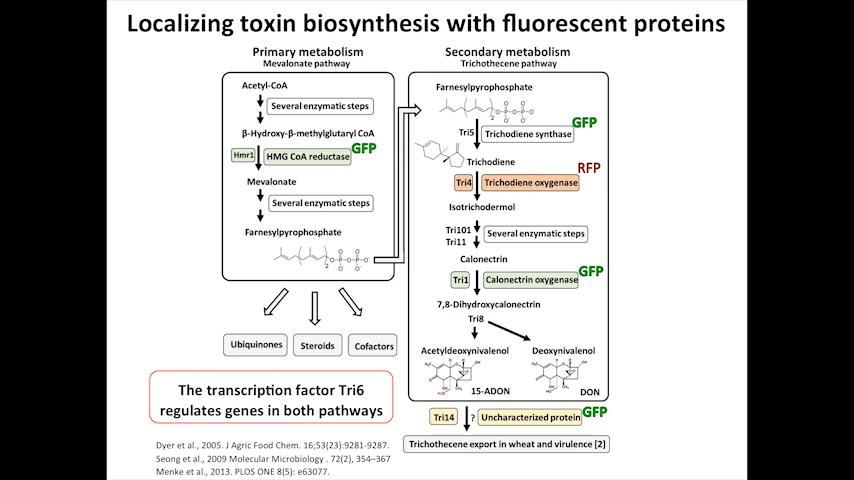 Localizing toxin biosynthesis with fluorescent proteins
Primary metabolism
Mevalonate pathway
Acetyl-CoA
Several enzymatic steps
β-Hydroxy-β-methylglutaryl CoA
Hmr1
HMG CoA reductase
GFP
Mevalonate
Several enzymatic steps
Farnesylpyrophosphate
Ubiquinones
Steroids
Cofactors
The transcription factor Tri6
regulates genes in both pathways
Secondary metabolism
Trichothecene pathway
Farnesylpyrophosphate
Tri5
Trichodiene synthase
GFP
Trichodiene
RFP
Tri4
Trichodiene oxygenase
Isotrichodermol
Tri101
Tri11
Several enzymatic steps
Calonectrin
Tri1
Calonectrin oxygenase
GFP
7,8-Dihydroxycalonectrin
Tri8
Acetyldeoxynivalenol
Deoxynivalenol
15-ADON
DON
Tri14
?
Uncharacterized protein
GFP
Trichothecene export in wheat and virulence [2]
Dyer et al., 2005. J Agric Food Chem. 16;53(23):9281-9287.
Seong et al., 2009 Molecular Microbiology . 72(2), 354–367
Menke et al., 2013. PLOS ONE 8(5): e63077.